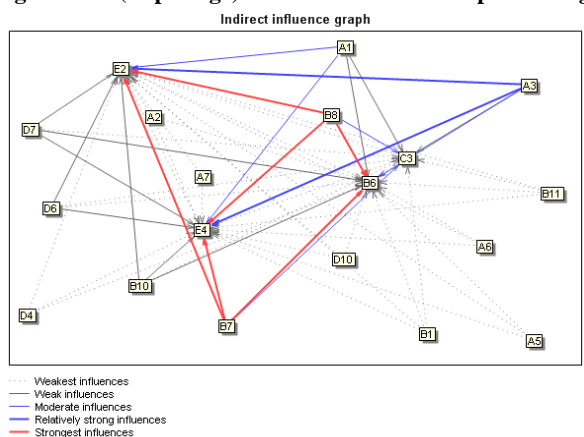 Indirect influence graph
A1
E2
A3
A2
B8
D7
C3
A7
B6
B11
D6
E4
A6
D10
B10
D4
B7
B1
A5
Weakest influences
Weak influences
Moderate influences
Relatively strong influences
Strongest influences